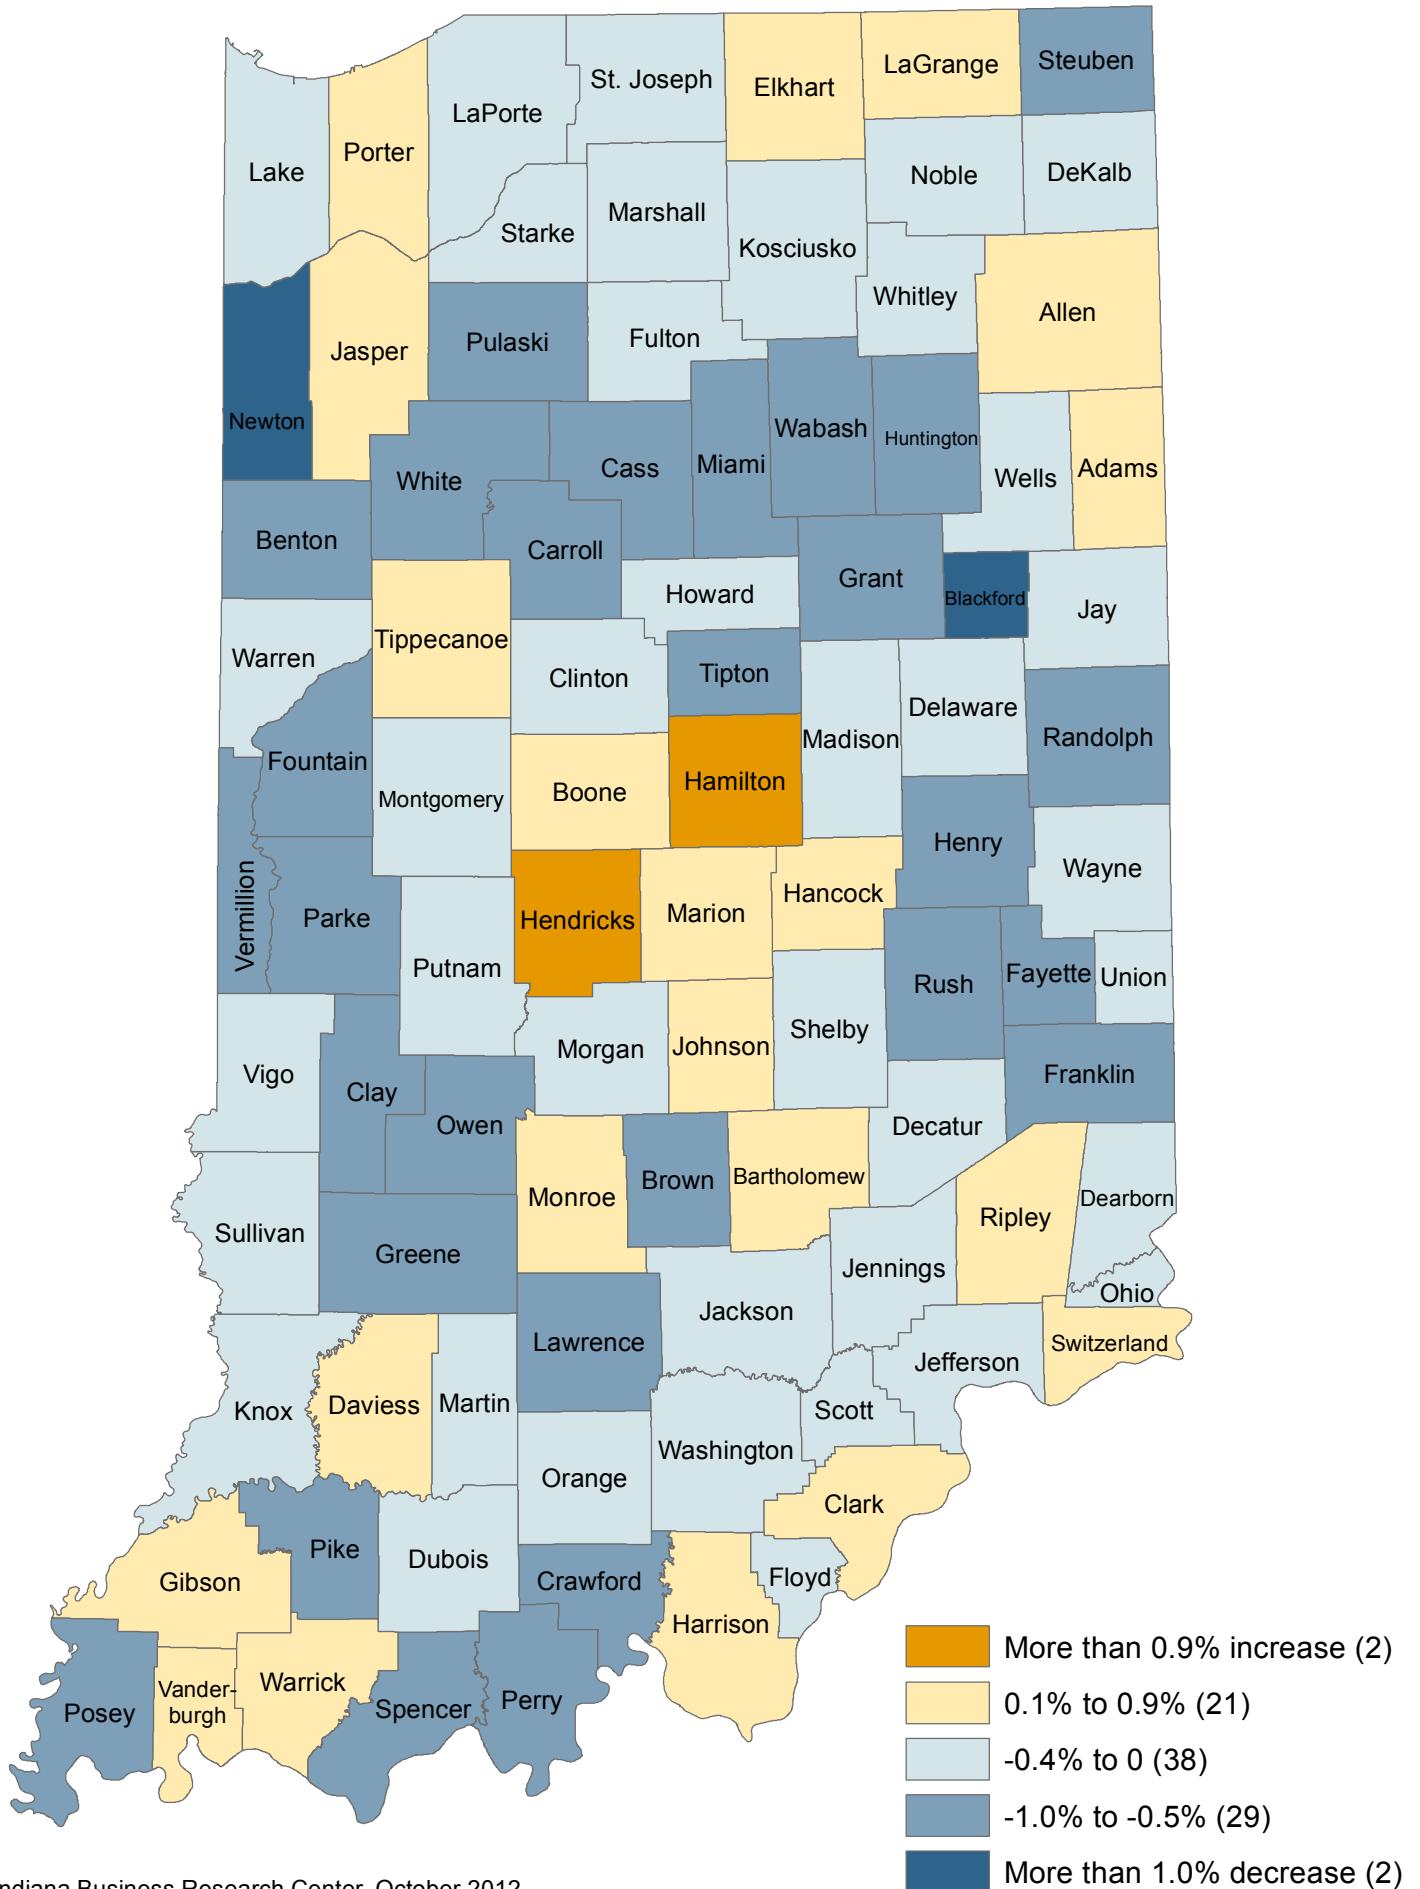 Steuben
LaGrange
Elkhart
St. Joseph
LaPorte
Porter
Lake
Noble
DeKalb
Marshall
Starke
Kosciusko
Whitley
Allen
Fulton
Pulaski
Jasper
Newton
Wabash
Huntington
Miami
Cass
White
Wells
Adams
Benton
Carroll
Grant
Howard
Blackford
Jay
Tippecanoe
Warren
Clinton
Tipton
Delaware
Madison
Randolph
Fountain
Montgomery
Boone
Hamilton
Henry
Wayne
Vermillion
Parke
Hendricks
Marion
Hancock
Putnam
Rush
Fayette
Union
Shelby
Morgan
Johnson
Vigo
Clay
Franklin
Owen
Decatur
Monroe
Brown
Bartholomew
Dearborn
Ripley
Sullivan
Greene
Jennings
Ohio
Jackson
Lawrence
Switzerland
Jefferson
Knox
Daviess
Martin
Scott
Washington
Orange
Clark
Pike
Dubois
Crawford
Floyd
Gibson
Harrison
Warrick
Vander-
burgh
Posey
Spencer
Perry
More than 0.9% increase (2)
0.1% to 0.9% (21)
-0.4% to 0 (38)
-1.0% to -0.5% (29)
More than 1.0% decrease (2)
Indiana Business Research Center, October 2012